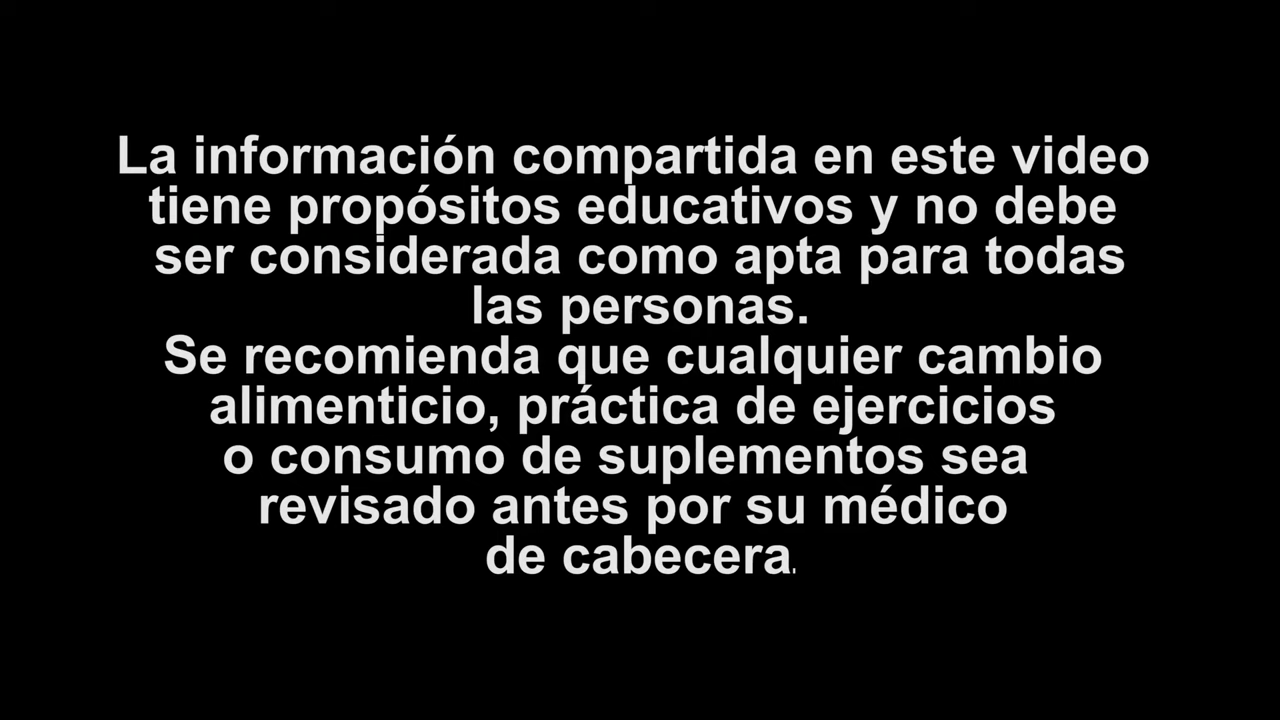 La información compartida en este video
tiene propósitos educativos y no debe
ser considerada como apta para todas
las personas.
Se recomienda que cualquier cambio
alimenticio, práctica de ejercicios
o consumo de suplementos sea
revisado antes por su médico
de cabecera.